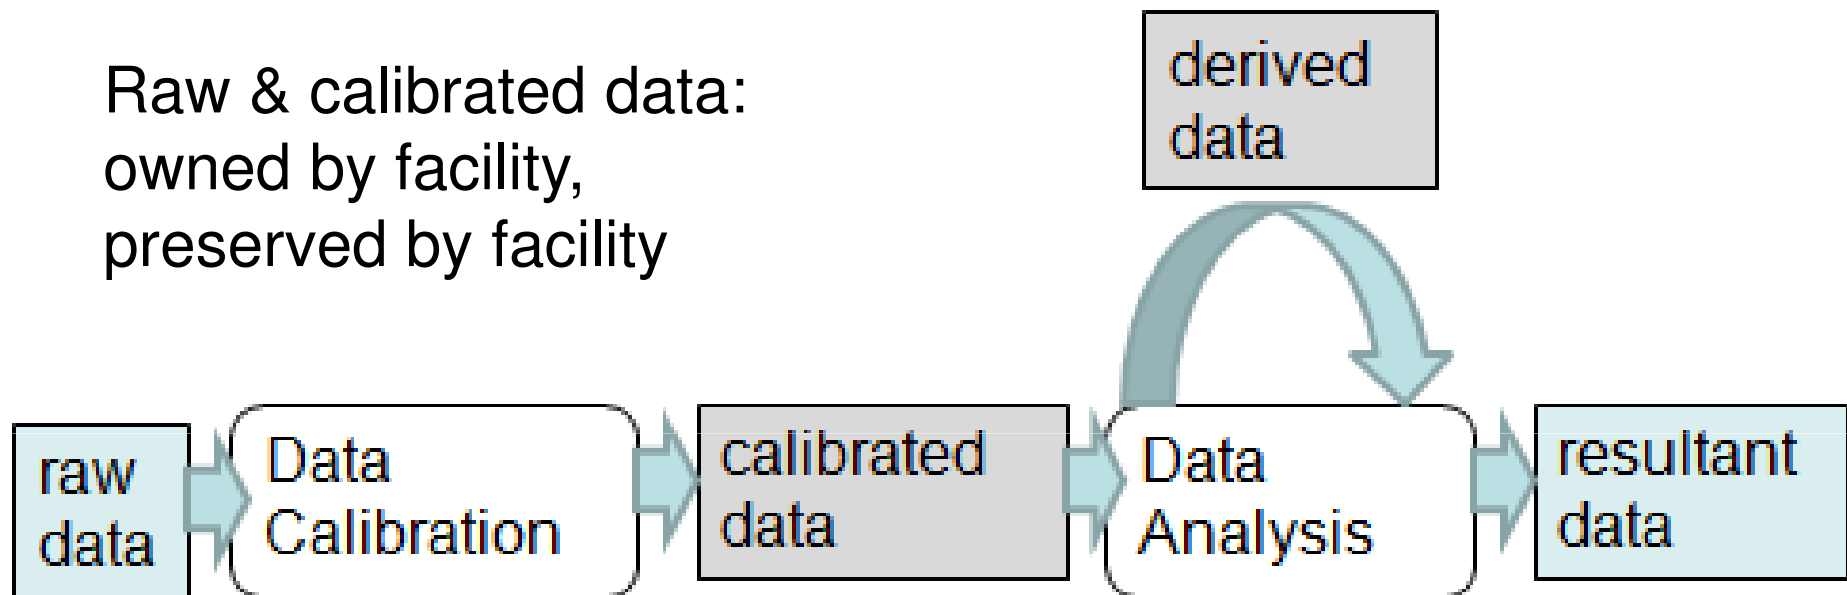 Raw & calibrated data:
owned by facility,
preserved by facility
derived
data
raw
data
Data
Calibration
calibrated
data
Data
Analysis
resultant
data